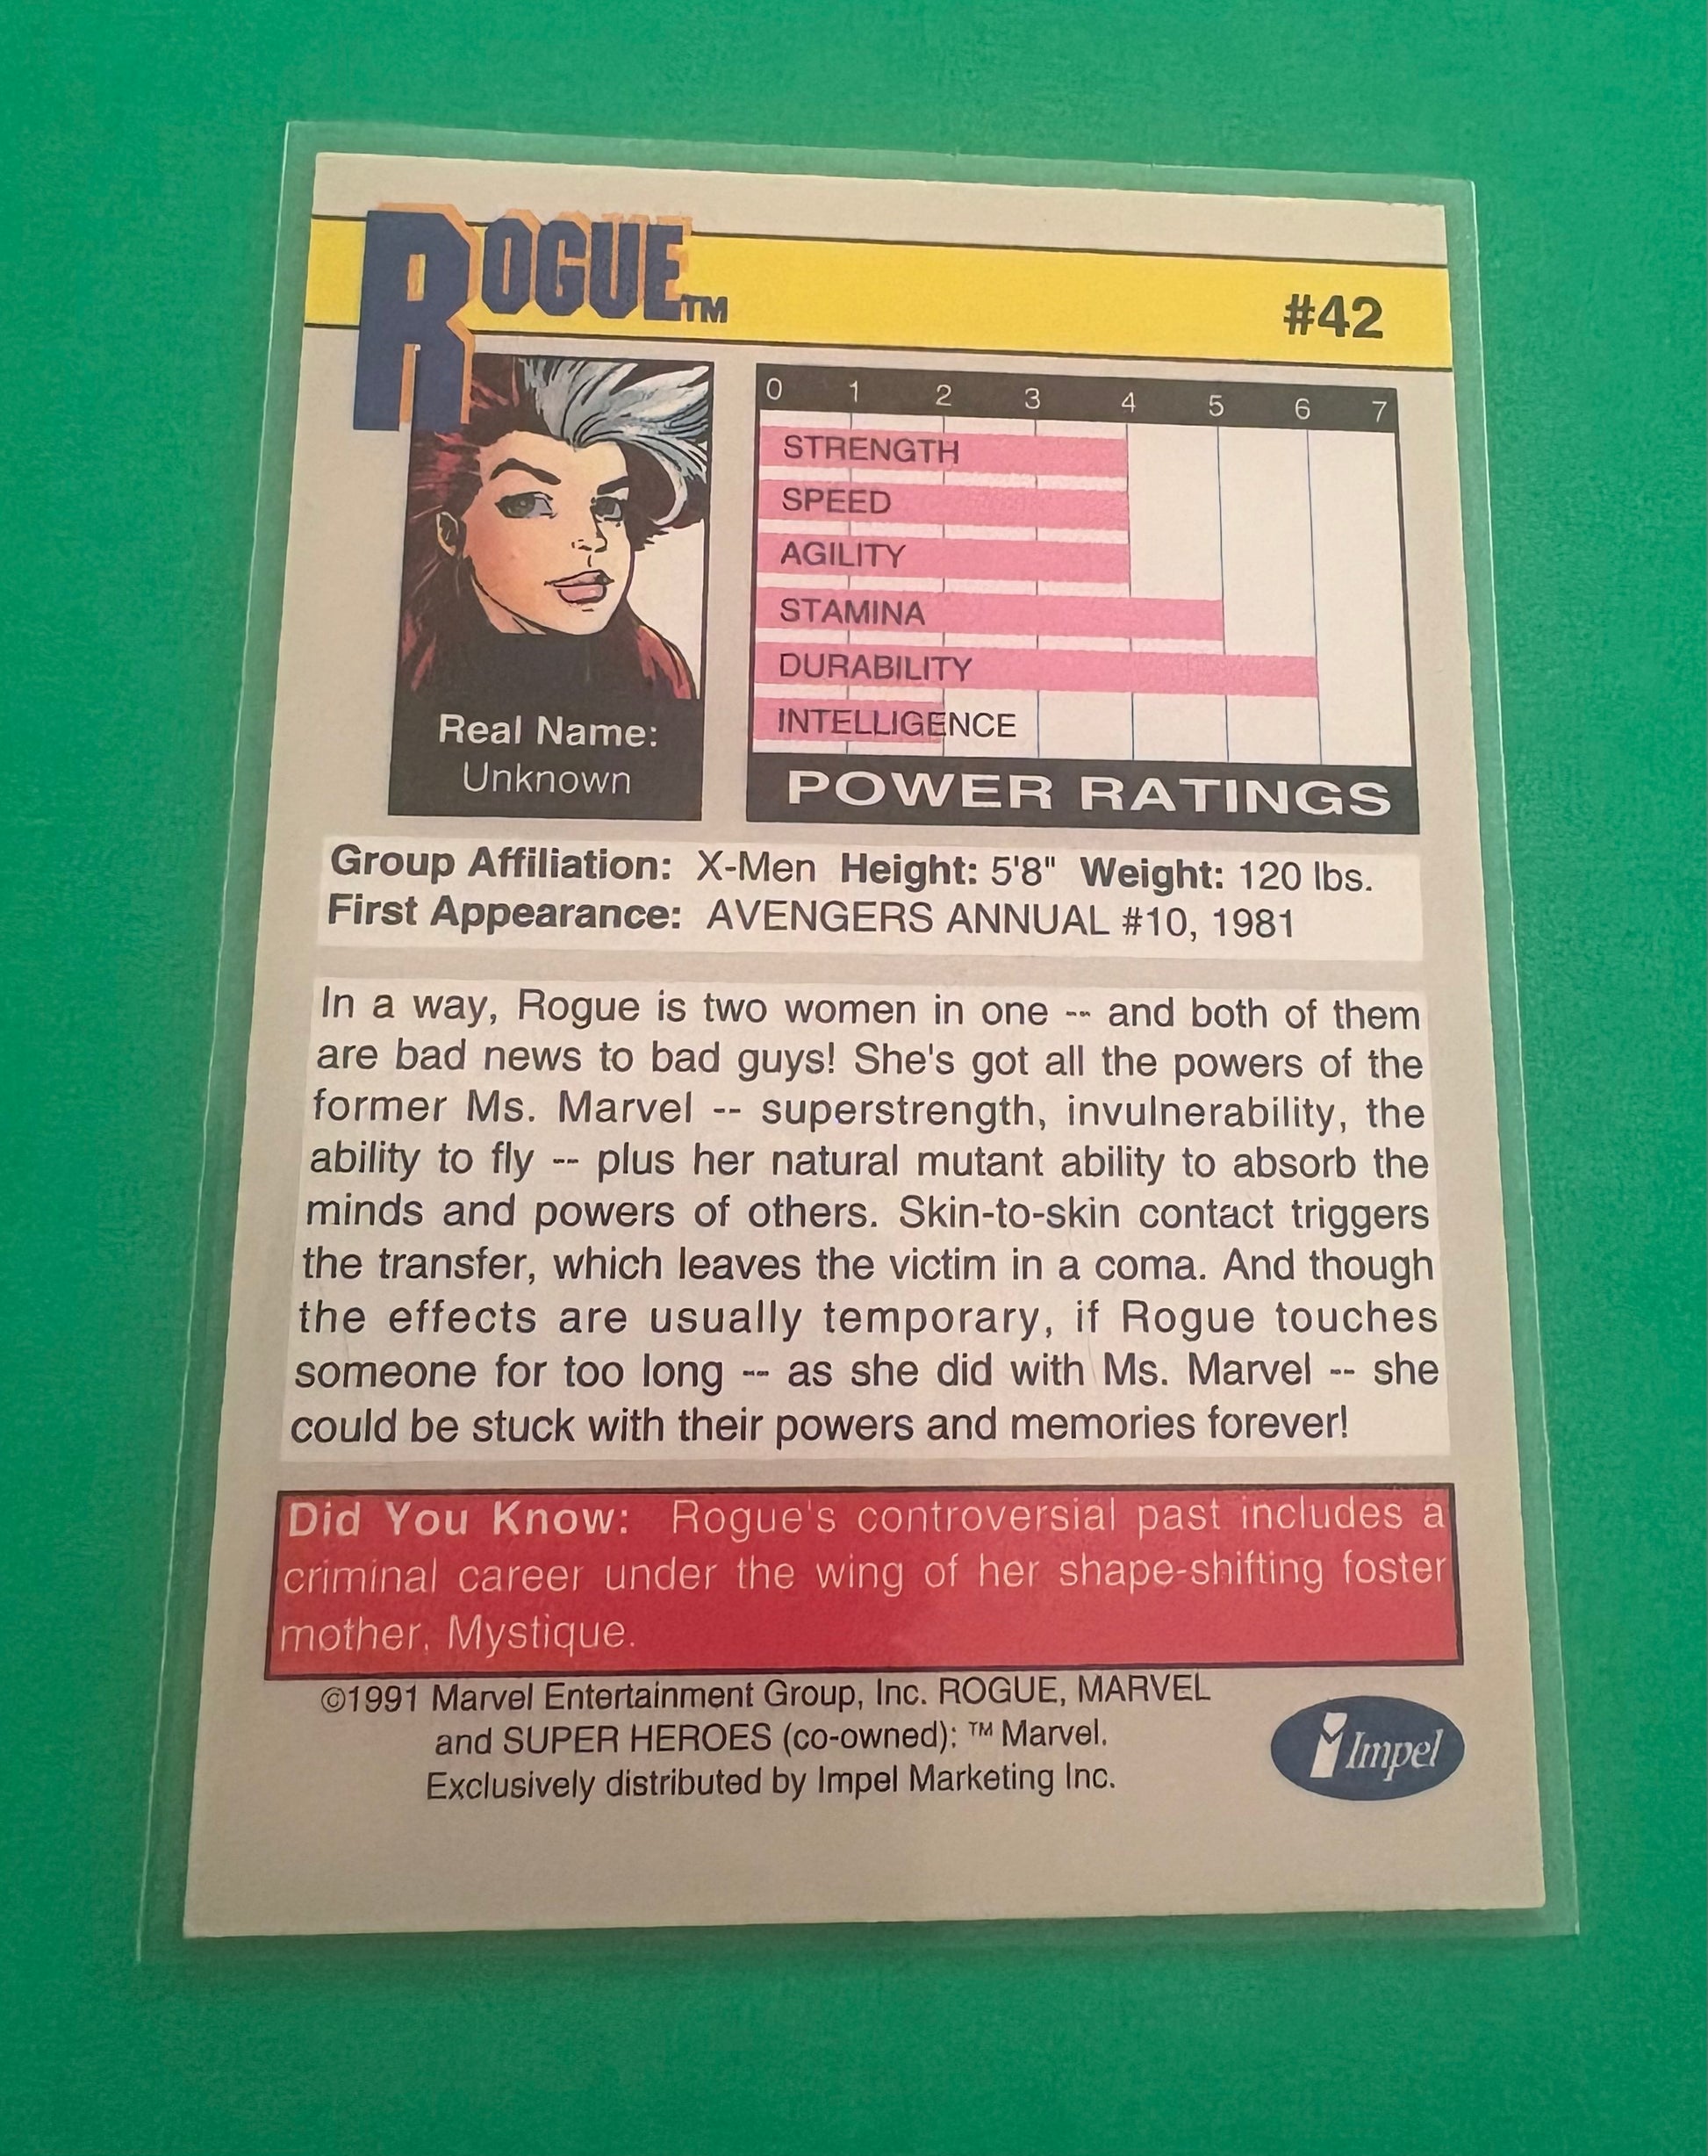 ROGUE™
#42
0 1 2 3 4 5 6 7
STRENGTH
SPEED
AGILITY
STAMINA
DURABILITY
INTELLIGENCE
POWER RATINGS
Real Name:
Unknown
Group Affiliation: X-Men Height: 5'8" Weight: 120 lbs.
First Appearance: AVENGERS ANNUAL #10, 1981
In a way, Rogue is two women in one -- and both of them
are bad news to bad guys! She's got all the powers of the
former Ms. Marvel -- superstrength, invulnerability, the
ability to fly -- plus her natural mutant ability to absorb the
minds and powers of others. Skin-to-skin contact triggers
the transfer, which leaves the victim in a coma. And though
the effects are usually temporary, if Rogue touches
someone for too long -- as she did with Ms. Marvel -- she
could be stuck with their powers and memories forever!
Did You Know: Rogue's controversial past includes a
criminal career under the wing of her shape-shifting foster
mother, Mystique.
©1991 Marvel Entertainment Group, Inc. ROGUE, MARVEL
and SUPER HEROES (co-owned): ™ Marvel.
Exclusively distributed by Impel Marketing Inc.
Impel